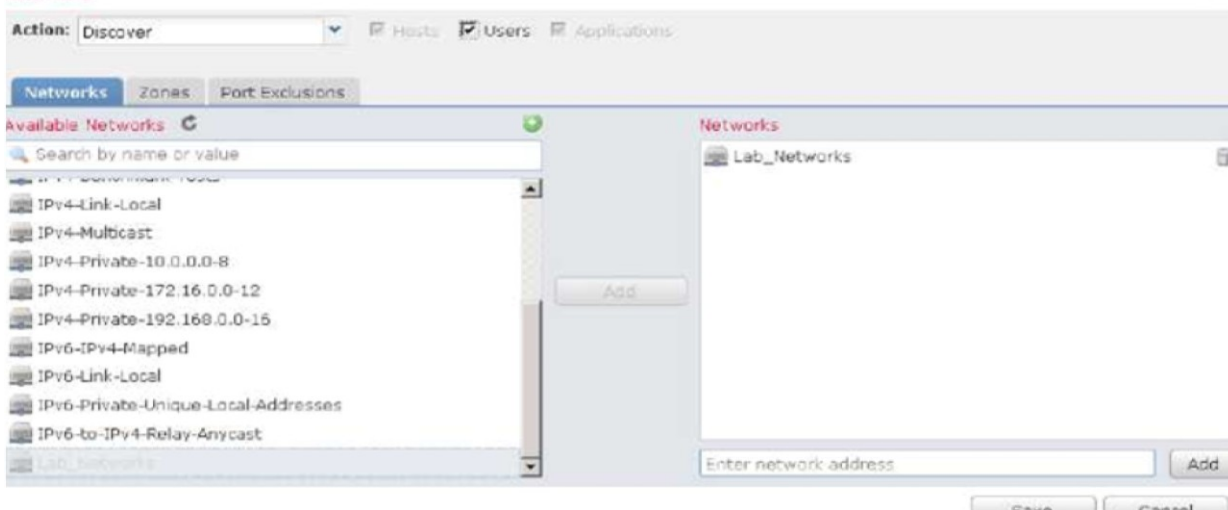 Action: Discover Hosts Users Applications
Networks Zones Port Exclusions
Available Networks
Search by name or value
IPv4-Link-Local
IPv4-Multicast
IPv4-Private-10.0.0.0-8
IPv4-Private-172.16.0.0-12
IPv4-Private-192.168.0.0-16
IPv6-IPv4-Mapped
IPv6-Link-Local
IPv6-Private-Unique-Local-Addresses
IPv6-to-IPv4-Relay-Anycast
Lab_Networks
Add
Networks
Lab_Networks
Enter network address Add
Save Cancel